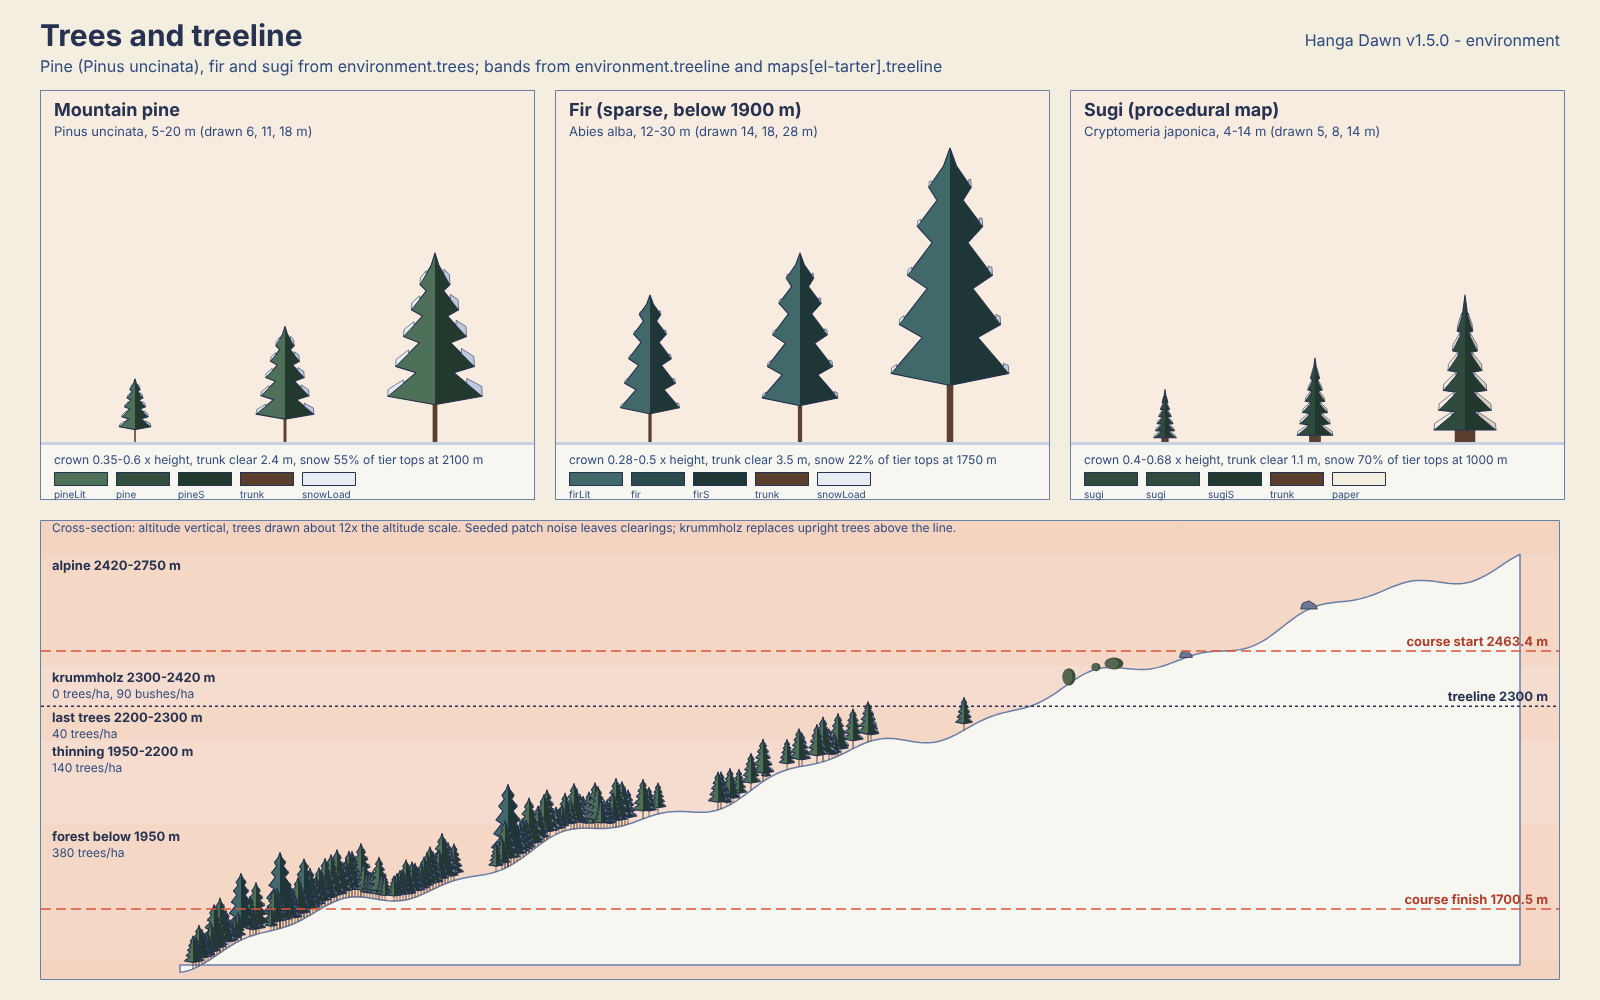 Trees and treeline
Hanga Dawn v1.5.0 - environment
Pine (Pinus uncinata), fir and sugi from environment.trees; bands from environment.treeline and maps[el-tarter].treeline
Mountain pine
Pinus uncinata, 5-20 m (drawn 6, 11, 18 m)
crown 0.35-0.6 x height, trunk clear 2.4 m, snow 55% of tier tops at 2100 m
pineLit pine pineS trunk snowLoad
Fir (sparse, below 1900 m)
Abies alba, 12-30 m (drawn 14, 18, 28 m)
crown 0.28-0.5 x height, trunk clear 3.5 m, snow 22% of tier tops at 1750 m
firLit fir firS trunk snowLoad
Sugi (procedural map)
Cryptomeria japonica, 4-14 m (drawn 5, 8, 14 m)
crown 0.4-0.68 x height, trunk clear 1.1 m, snow 70% of tier tops at 1000 m
sugi sugi sugiS trunk paper
Cross-section: altitude vertical, trees drawn about 12x the altitude scale. Seeded patch noise leaves clearings; krummholz replaces upright trees above the line.
alpine 2420-2750 m
course start 2463.4 m
krummholz 2300-2420 m
0 trees/ha, 90 bushes/ha
treeline 2300 m
last trees 2200-2300 m
40 trees/ha
thinning 1950-2200 m
140 trees/ha
forest below 1950 m
380 trees/ha
course finish 1700.5 m